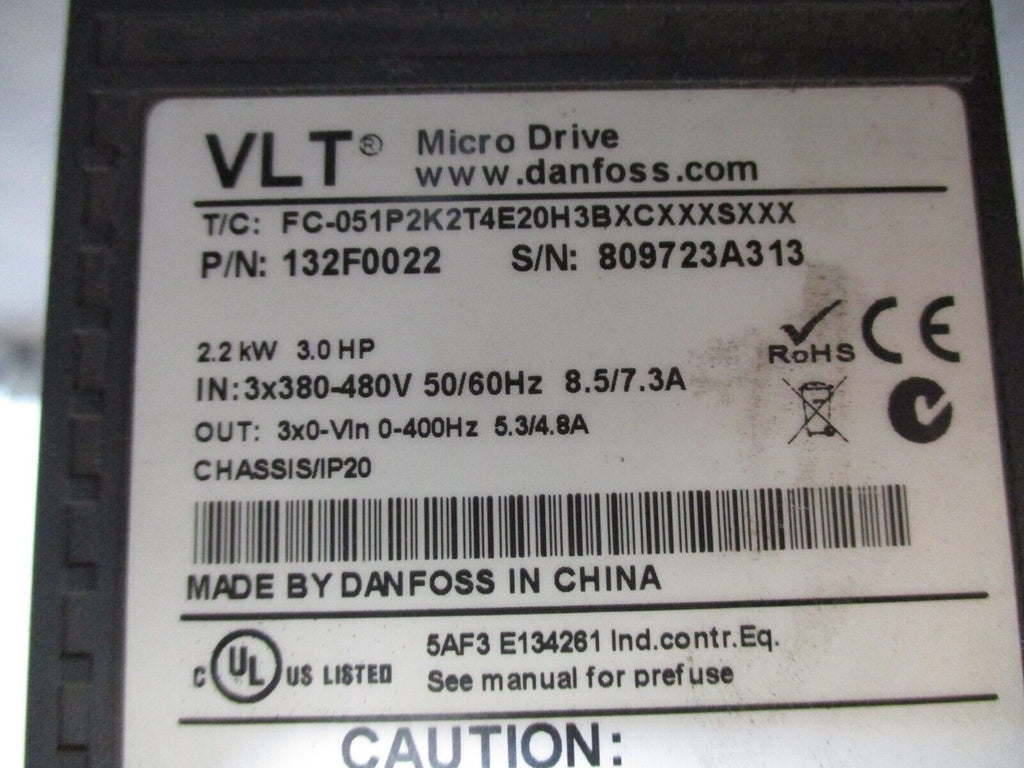 VLT® Micro Drive
www.danfoss.com
T/C: FC-051P2K2T4E20H3BXCXXXSXXX
P/N: 132F0022 S/N: 809723A313
2.2 kW 3.0 HP
RoHS CE
IN: 3x380-480V 50/60Hz 8.5/7.3A
OUT: 3x0-VIn 0-400Hz 5.3/4.8A
CHASSIS/IP20
MADE BY DANFOSS IN CHINA
C UL US LISTED 5AF3 E134261 Ind.contr.Eq.
See manual for prefuse
CAUTION: